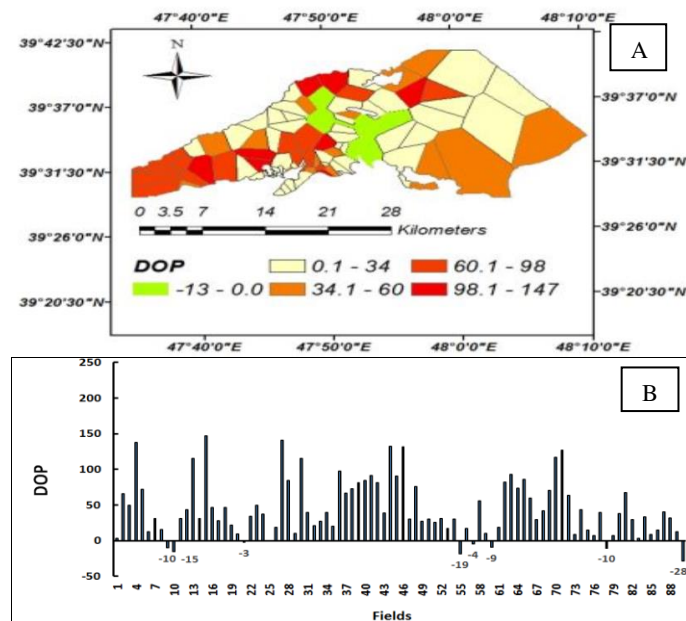 47°40'0"E 47°50'0"E 48°0'0"E 48°10'0"E
A
39°42'30"N
N
39°37'0"N 39°37'0"N
39°31'30"N 39°31'30"N
0 3.5 7 14 21 28
Kilometers
39°26'0"N 39°26'0"N
DOP 0.1 - 34 60.1 - 98
-13 - 0.0 34.1 - 60 98.1 - 147
39°20'30"N 39°20'30"N
47°40'0"E 47°50'0"E 48°0'0"E 48°10'0"E
B
250
200
150
100
50
0
-50
DOP
-10 -15 -3 -19 -4 -9 -10 -28
1 4 7 10 13 16 19 22 25 28 31 34 37 40 43 46 49 52 55 58 61 64 67 70 73 76 79 82 85 88
Fields